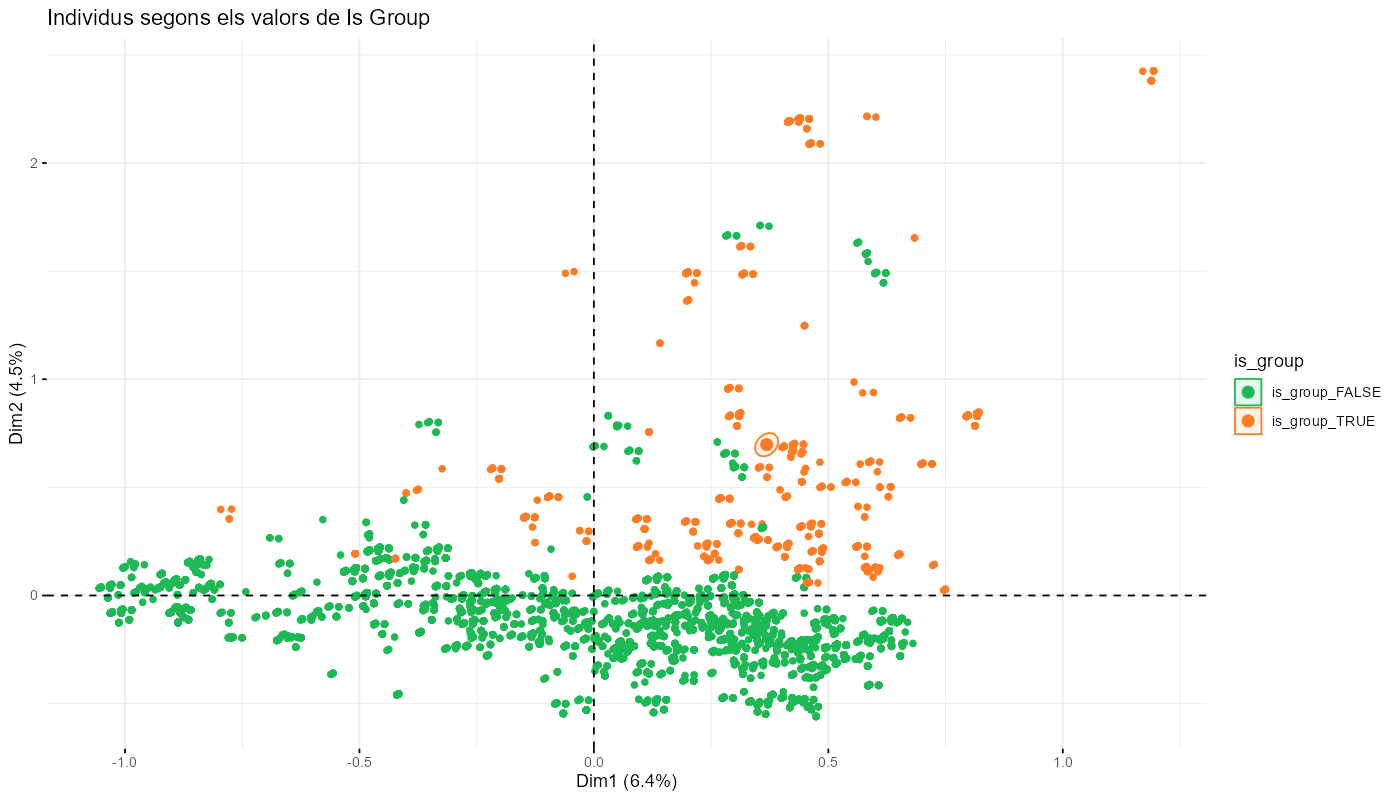 Individus segons els valors de Is Group
Dim2 (4.5%)
2
1
0
-1.0
-0.5
0.0
0.5
1.0
Dim1 (6.4%)
is_group
is_group_FALSE
is_group_TRUE